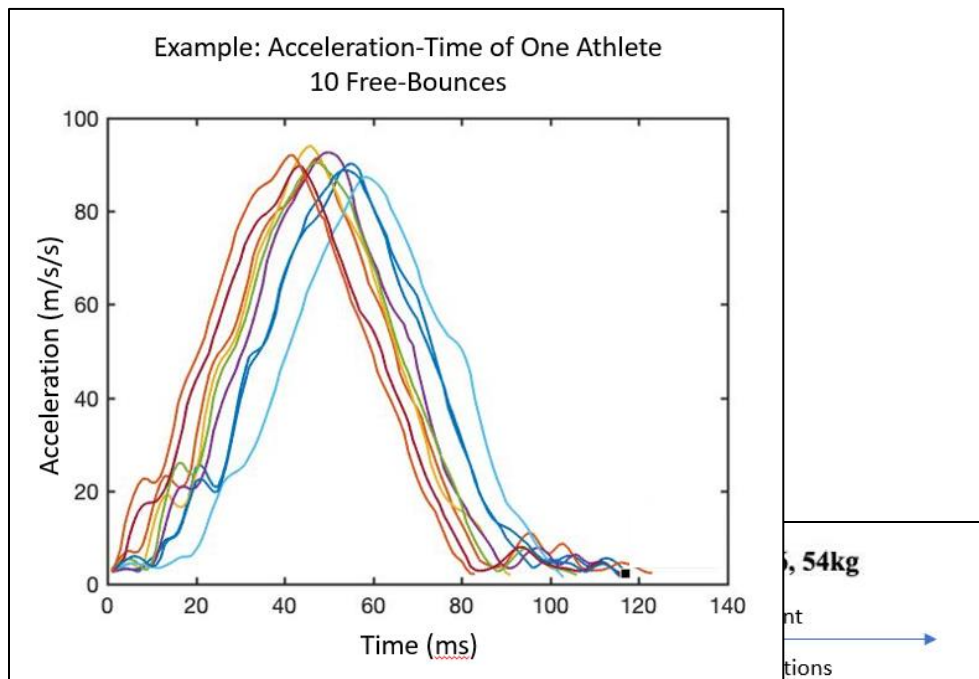 Example: Acceleration-Time of One Athlete
10 Free-Bounces
100
80
60
40
20
0
Acceleration (m/s/s)
0 20 40 60 80 100 120 140
Time (ms)
, 54kg
nt
tions